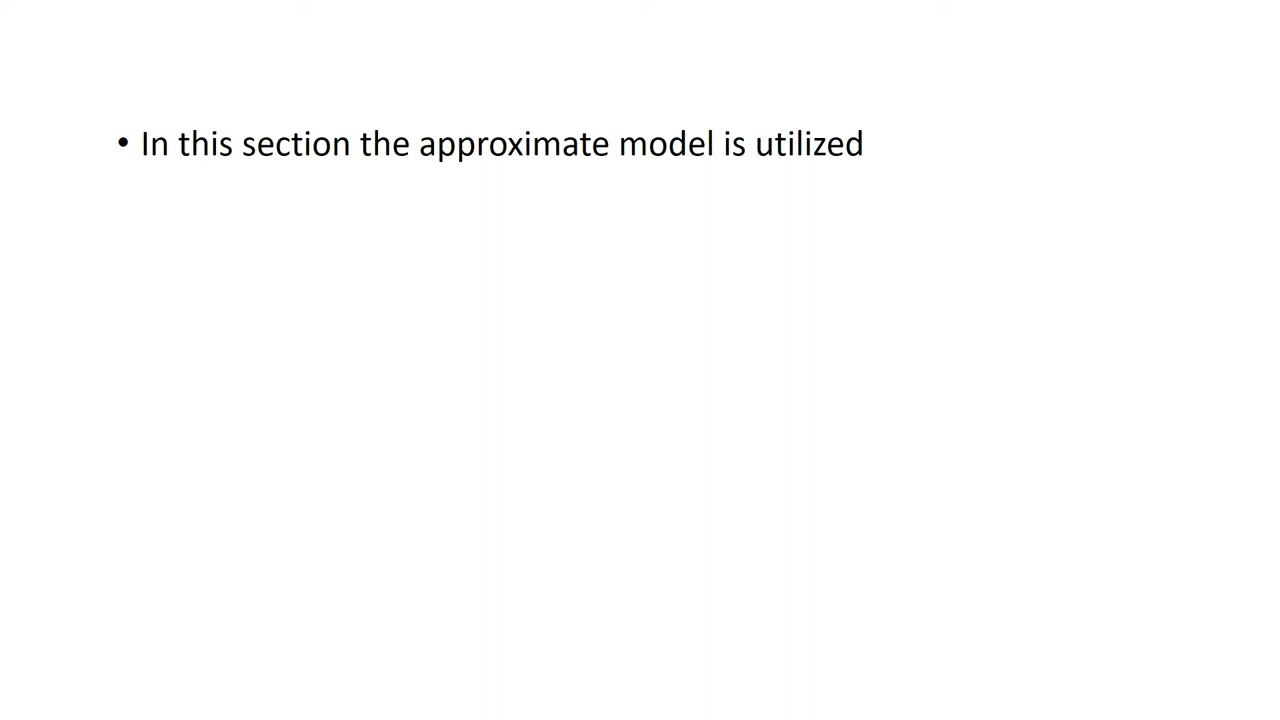 • In this section the approximate model is utilized